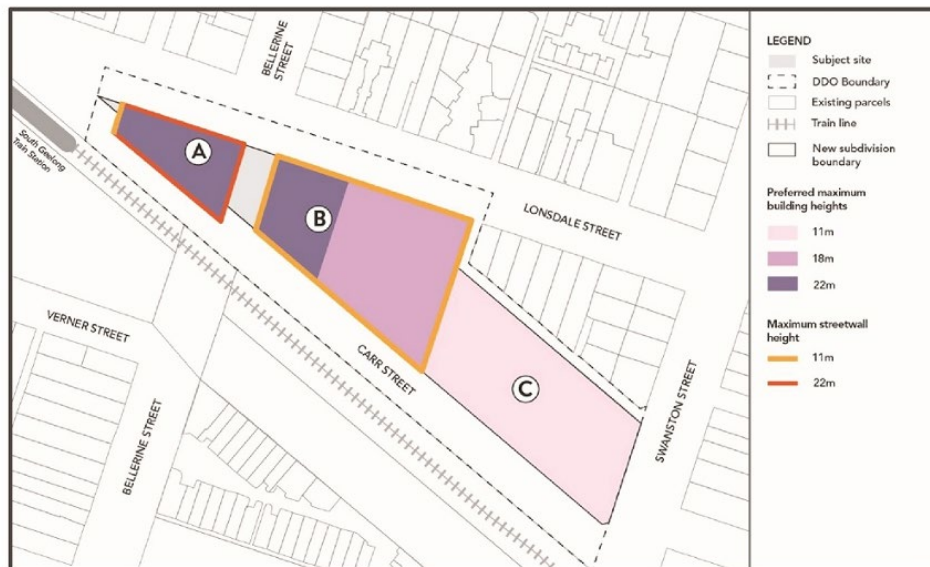 BELLERINE
STREET
South Geelong
Train Station
A
B
LONSDALE STREET
VERNER STREET
CARR STREET
C
BELLERINE STREET
SWANSTON STREET
LEGEND
Subject site
DDO Boundary
Existing parcels
Train line
New subdivision
boundary
Preferred maximum
building heights
11m
18m
22m
Maximum streetwall
height
11m
22m